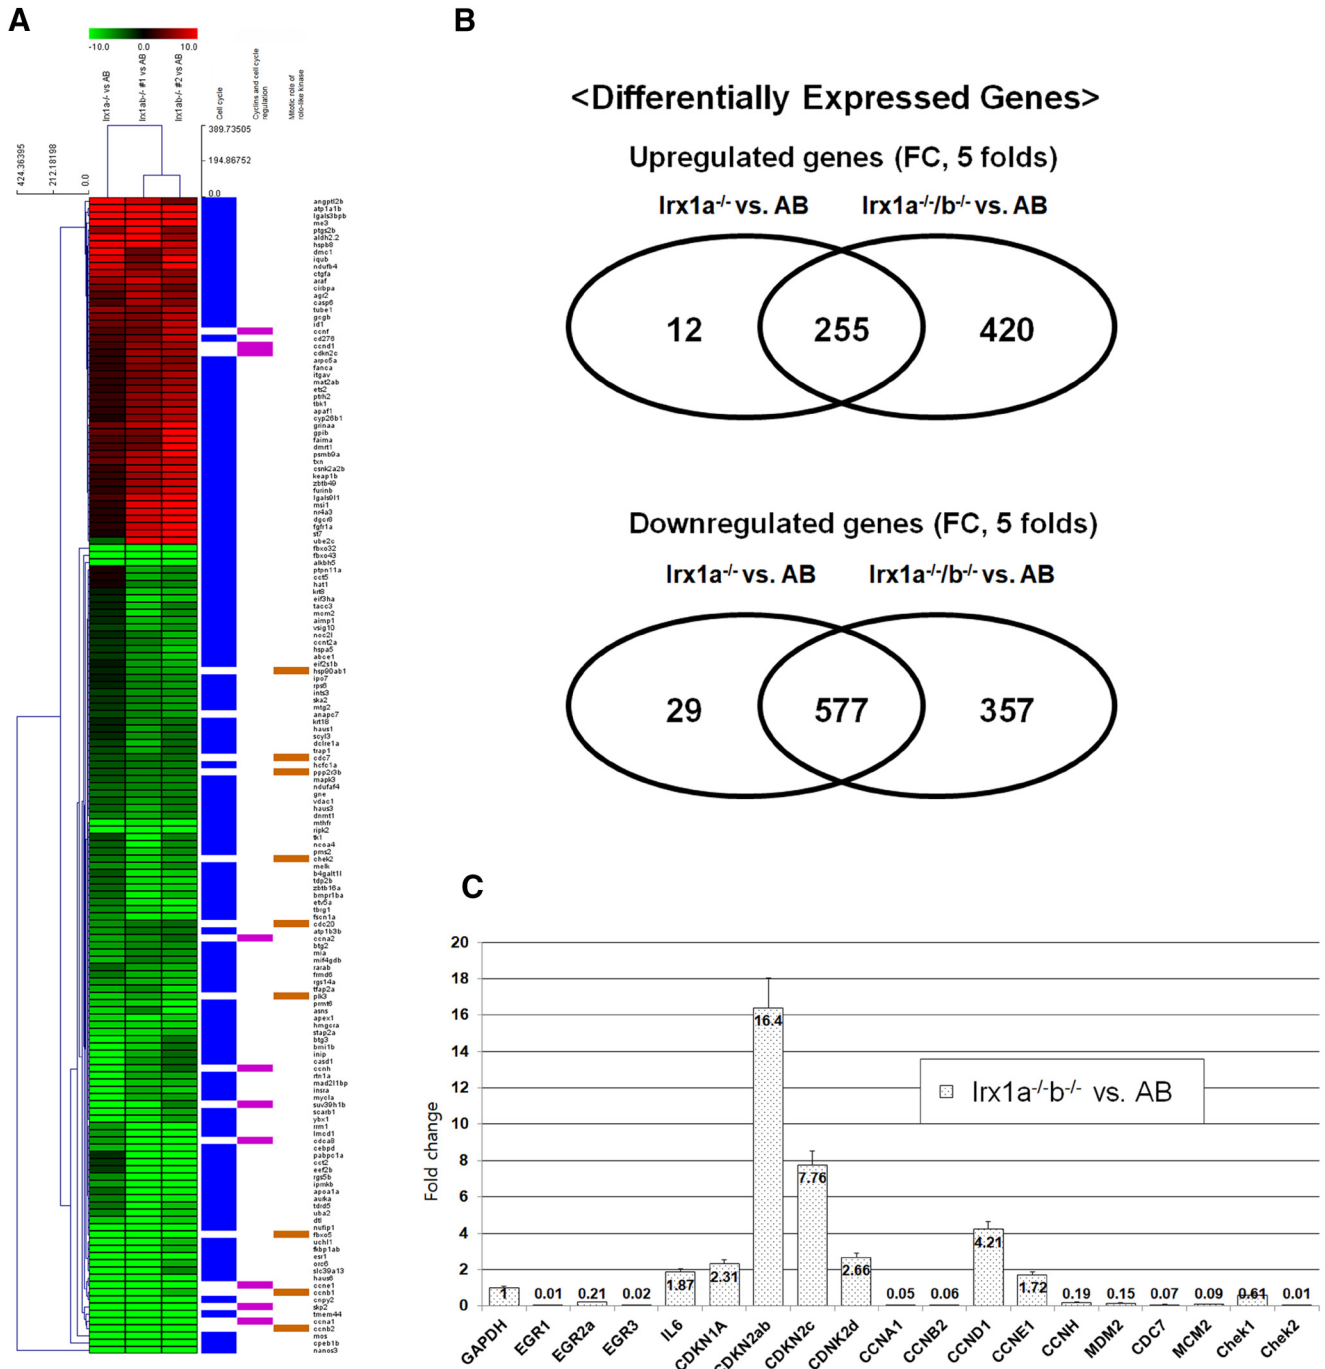 A
-10.0 0.0 10.0
Irx1a-/- vs AB
Irx1ab-/- #1 vs AB
Irx1ab-/- #2 vs AB
Cell cycle
Cyclins and cell cycle
regulation
Mitotic role of
389.73505
194.86752
0.0
424.36395
212.18198
0.0
angptl2b
atp1a1b
lgals3bpb
me3
ptgs2b
aldh2.2
hspb8
dmc1
iqub
ndufb4
ctgfa
araf
cirbpa
agr2
casp6
tube1
gcgb
id1
ccnf
cd276
ccnd1
cdkn2c
arpc5a
fanca
itgav
mat2ab
ets2
ptrh2
tbk1
apaf1
cyp26b1
grinaa
gpib
faima
dmrt1
psmb9a
txn
csnk2a2b
keap1b
zbtb49
furinb
lgals9l1
msi1
nr4a3
dgcr8
fgfr1a
st7
ube2c
fbxo32
fbxo43
alkbh5
ptpn11a
cct5
hat1
krt8
eif3ha
tacc3
mcm2
aimp1
vsig10
ncc2l
ccnt2a
hspa5
abce1
eif2s1b
hsp90ab1
ipo7
rps6
ints3
ska2
mtg2
anapc7
krt18
haus1
scyl3
dclre1a
trap1
cdc7
hcfc1a
ppp2r3b
mapk3
ndufaf4
gne
vdac1
haus3
dnmt1
mthfr
ripk2
tk1
ncoa4
pms2
chek2
melk
b4galt1l
tdp2b
zbtb16a
bmpr1ba
etv5a
tbrg1
fscn1a
cdc20
atp1b3b
ccna2
btg2
mia
mif4gdb
rarab
frmd6
rgs14a
tfap2a
plk3
prmt6
asns
apex1
hmgcra
stap2a
btg3
bmi1b
inip
casd1
ccnh
rtn1a
mad2l1bp
insra
mycla
suv39h1b
scarb1
ybx1
rrm1
lmcd1
cdca8
cebpd
pabpc1a
cct2
eef2b
rgs5b
ipmkb
apoa1a
aurka
tdrd5
uba2
dtl
nufip1
fbxo5
uchl1
fkbp1ab
esr1
orc6
slc39a13
haus6
ccne1
ccnb1
cnpy2
skp2
tmem44
ccna1
ccnb2
mos
cpeb1b
nanos3
B
<Differentially Expressed Genes>
Upregulated genes (FC, 5 folds)
Irx1a-/- vs. AB Irx1a-/-/b-/- vs. AB
12 255 420
Downregulated genes (FC, 5 folds)
Irx1a-/- vs. AB Irx1a-/-/b-/- vs. AB
29 577 357
C
Fold change
20
18
16
14
12
10
8
6
4
2
0
Irx1a-/-b-/- vs. AB
1 0.01 0.21 0.02 1.87 2.31 16.4 7.76 2.66 0.05 0.06 4.21 1.72 0.19 0.15 0.07 0.09 0.61 0.01
GAPDH EGR1 EGR2a EGR3 IL6 CDKN1A CDKN2ab CDKN2c CDNK2d CCNA1 CCNB2 CCND1 CCNE1 CCNH MDM2 CDC7 MCM2 Chek1 Chek2